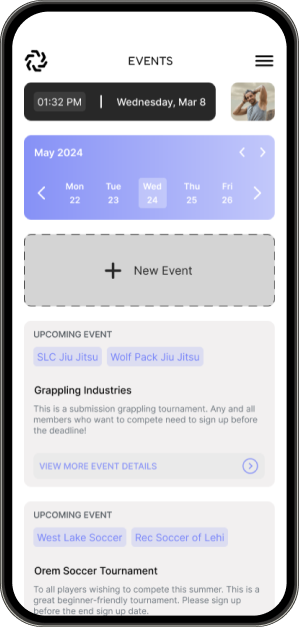 EVENTS
01:32 PM | Wednesday, Mar 8
May 2024
Mon Tue Wed Thu Fri
22 23 24 25 26
New Event
UPCOMING EVENT
SLC Jiu Jitsu Wolf Pack Jiu Jitsu
Grappling Industries
This is a submission grappling tournament. Any and all
members who want to compete need to sign up before
the deadline!
VIEW MORE EVENT DETAILS
UPCOMING EVENT
West Lake Soccer Rec Soccer of Lehi
Orem Soccer Tournament
To all players wishing to compete this summer. This is a
great beginner-friendly tournament. Please sign up
before the end sign up date.